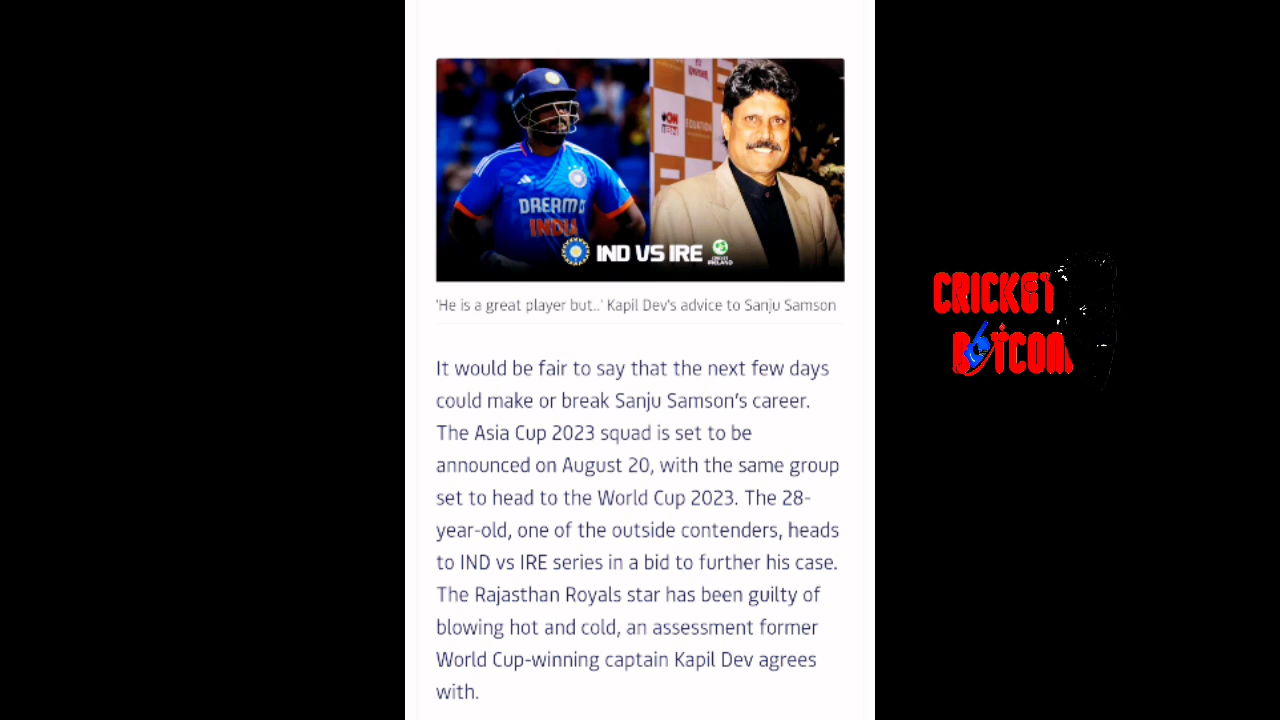 DREAM11
INDIA
IND VS IRE
CRICKET
IRELAND
'He is a great player but..' Kapil Dev's advice to Sanju Samson
It would be fair to say that the next few days
could make or break Sanju Samson's career.
The Asia Cup 2023 squad is set to be
announced on August 20, with the same group
set to head to the World Cup 2023. The 28-
year-old, one of the outside contenders, heads
to IND vs IRE series in a bid to further his case.
The Rajasthan Royals star has been guilty of
blowing hot and cold, an assessment former
World Cup-winning captain Kapil Dev agrees
with.
CRICKET
DOTCOM